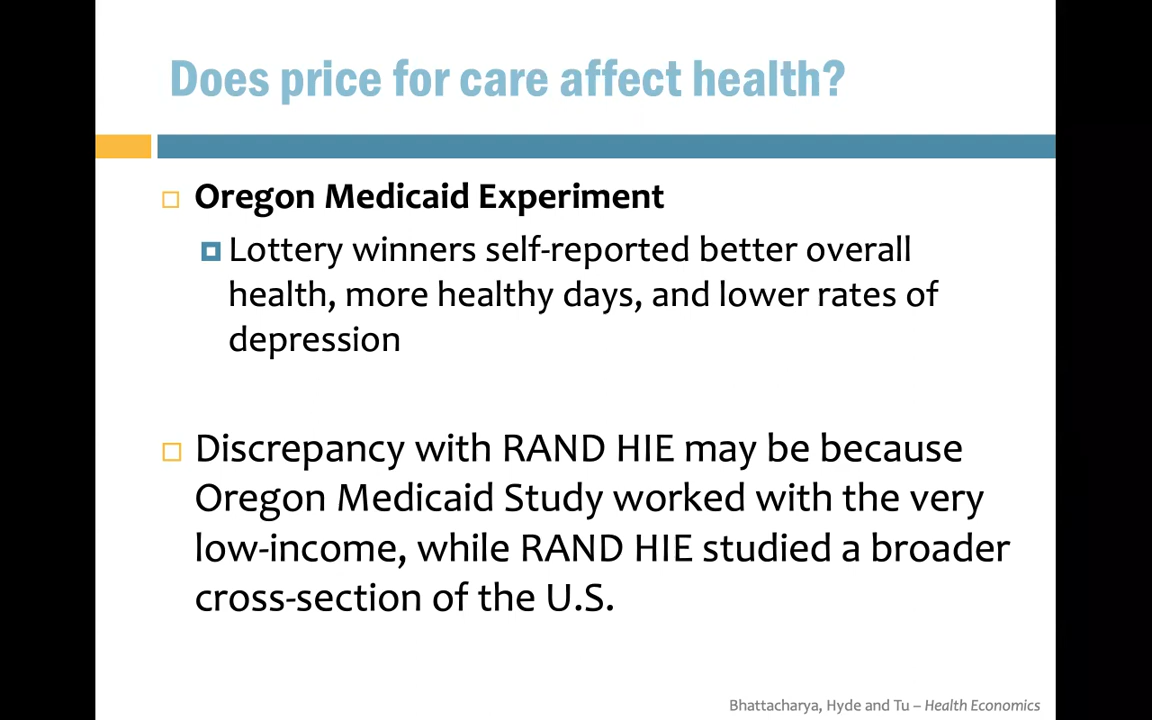 Does price for care affect health?
Oregon Medicaid Experiment
Lottery winners self-reported better overall
health, more healthy days, and lower rates of
depression
Discrepancy with RAND HIE may be because
Oregon Medicaid Study worked with the very
low-income, while RAND HIE studied a broader
cross-section of the U.S.
Bhattacharya, Hyde and Tu – Health Economics